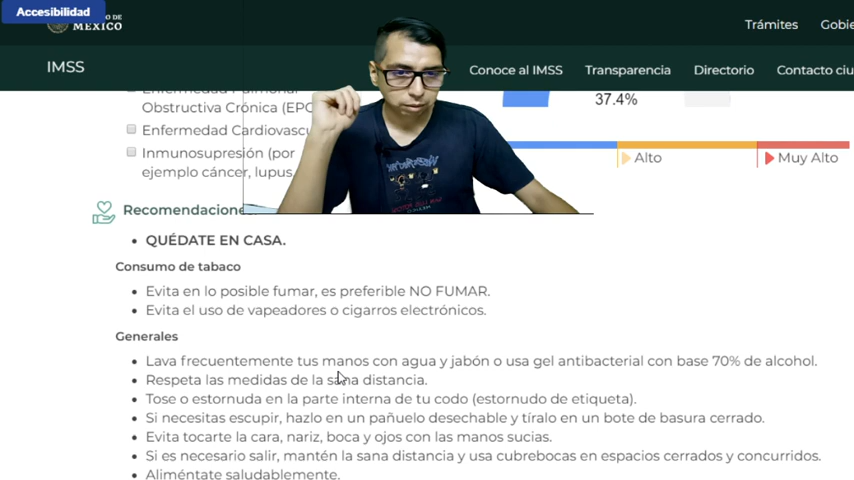 Accesibilidad
MÉXICO
Trámites
IMSS
Conoce al IMSS
Transparencia
Directorio
Contacto
Obstructiva Crónica
37.4%
Enfermedad
Inmunosupresión (por
ejemplo cáncer, lupus,
Alto
Muy Alto
QUÉDATE EN CASA.
Consumo de tabaco
Evita en lo posible fumar, es preferible NO FUMAR.
Evita el uso de vapeadores o cigarros electrónicos.
Generales
Lava frecuentemente tus manos con agua y jabón o usa gel antibacterial con base 70% de alcohol.
Respeta las medidas de la sana distancia.
Tose o estornuda en la parte interna de tu codo (estornudo de etiqueta).
Si necesitas escupir, hazlo en un pañuelo desechable y tíralo en un bote de basura cerrado.
Evita tocarte la cara, nariz, boca y ojos con las manos sucias.
Si es necesario salir, mantén la sana distancia y usa cubrebocas en espacios cerrados y concurridos.
Aliméntate saludablemente.